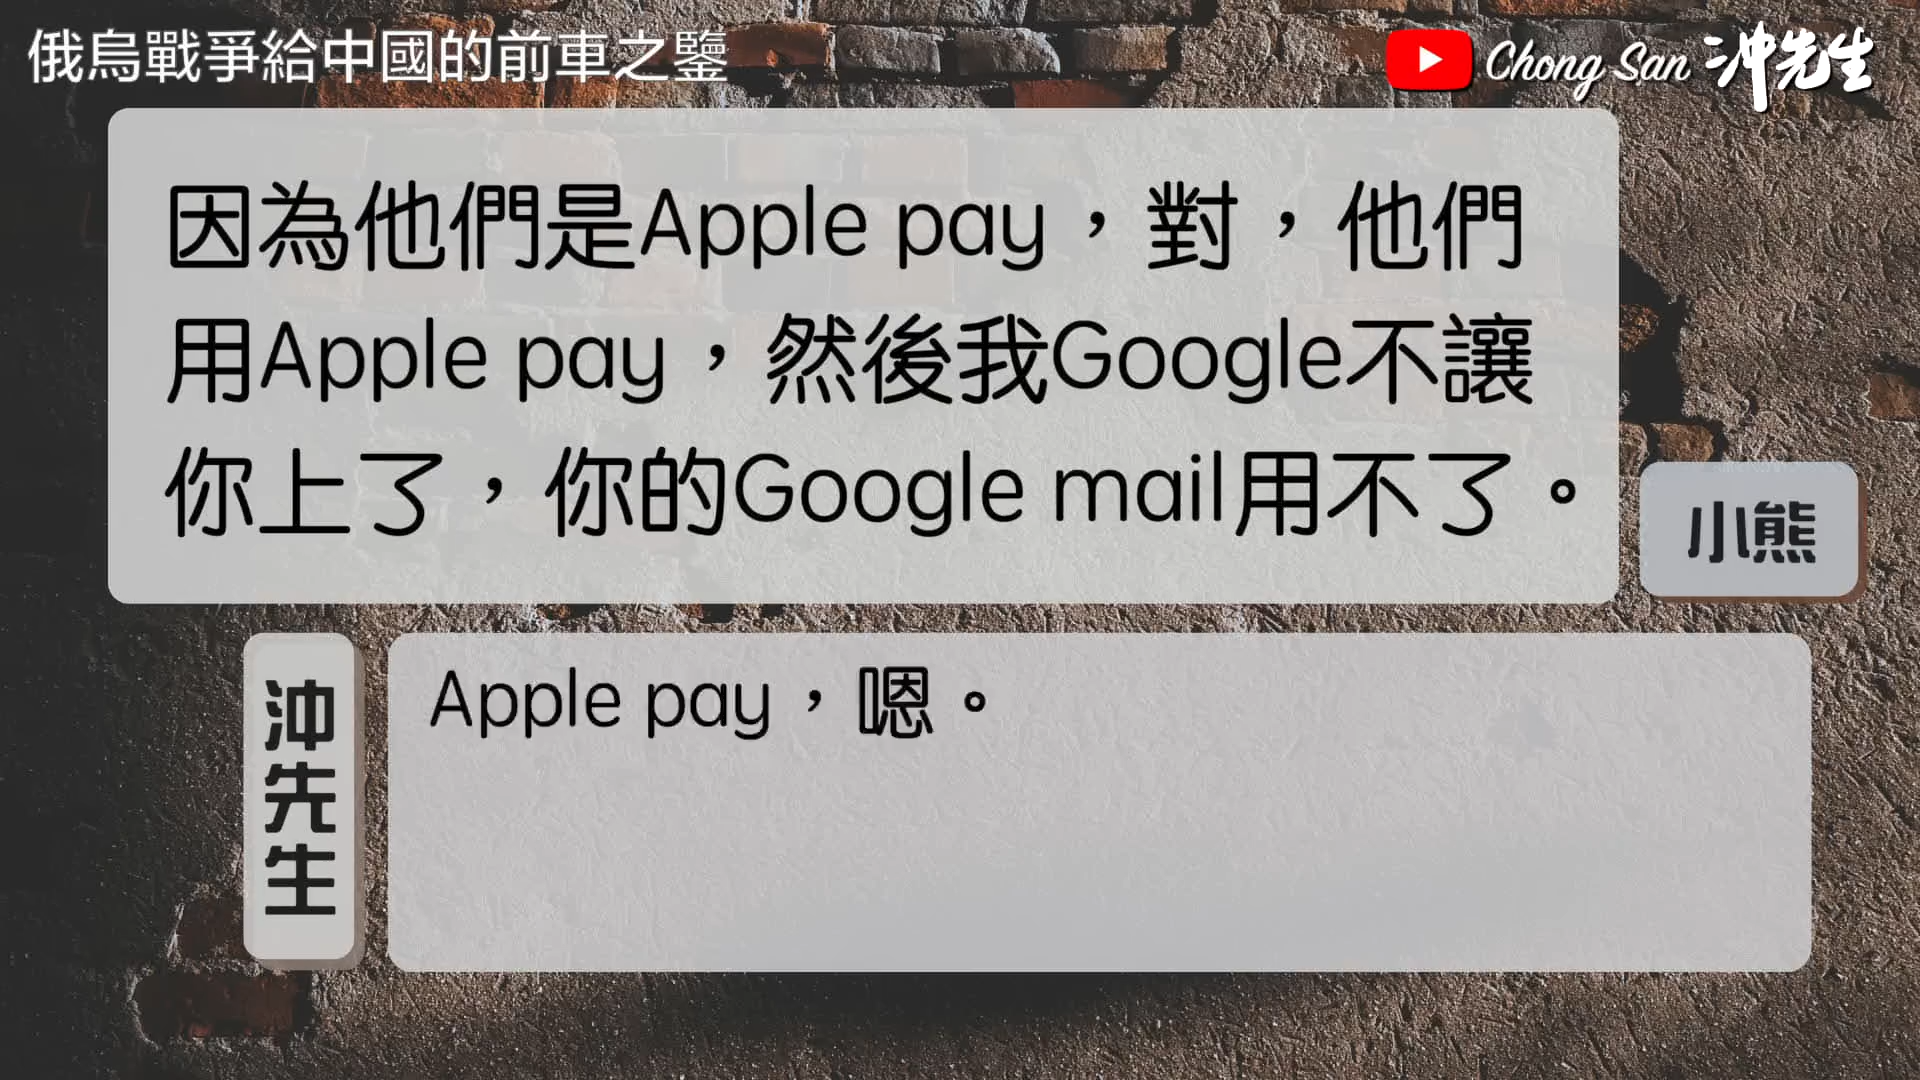 俄烏戰爭給中國的前車之鑒
Chong San 沖先生
因為他們是Apple pay，對，他們
用Apple pay，然後我Google不讓
你上了，你的Google mail用不了。
小熊
沖先生
Apple pay，嗯。